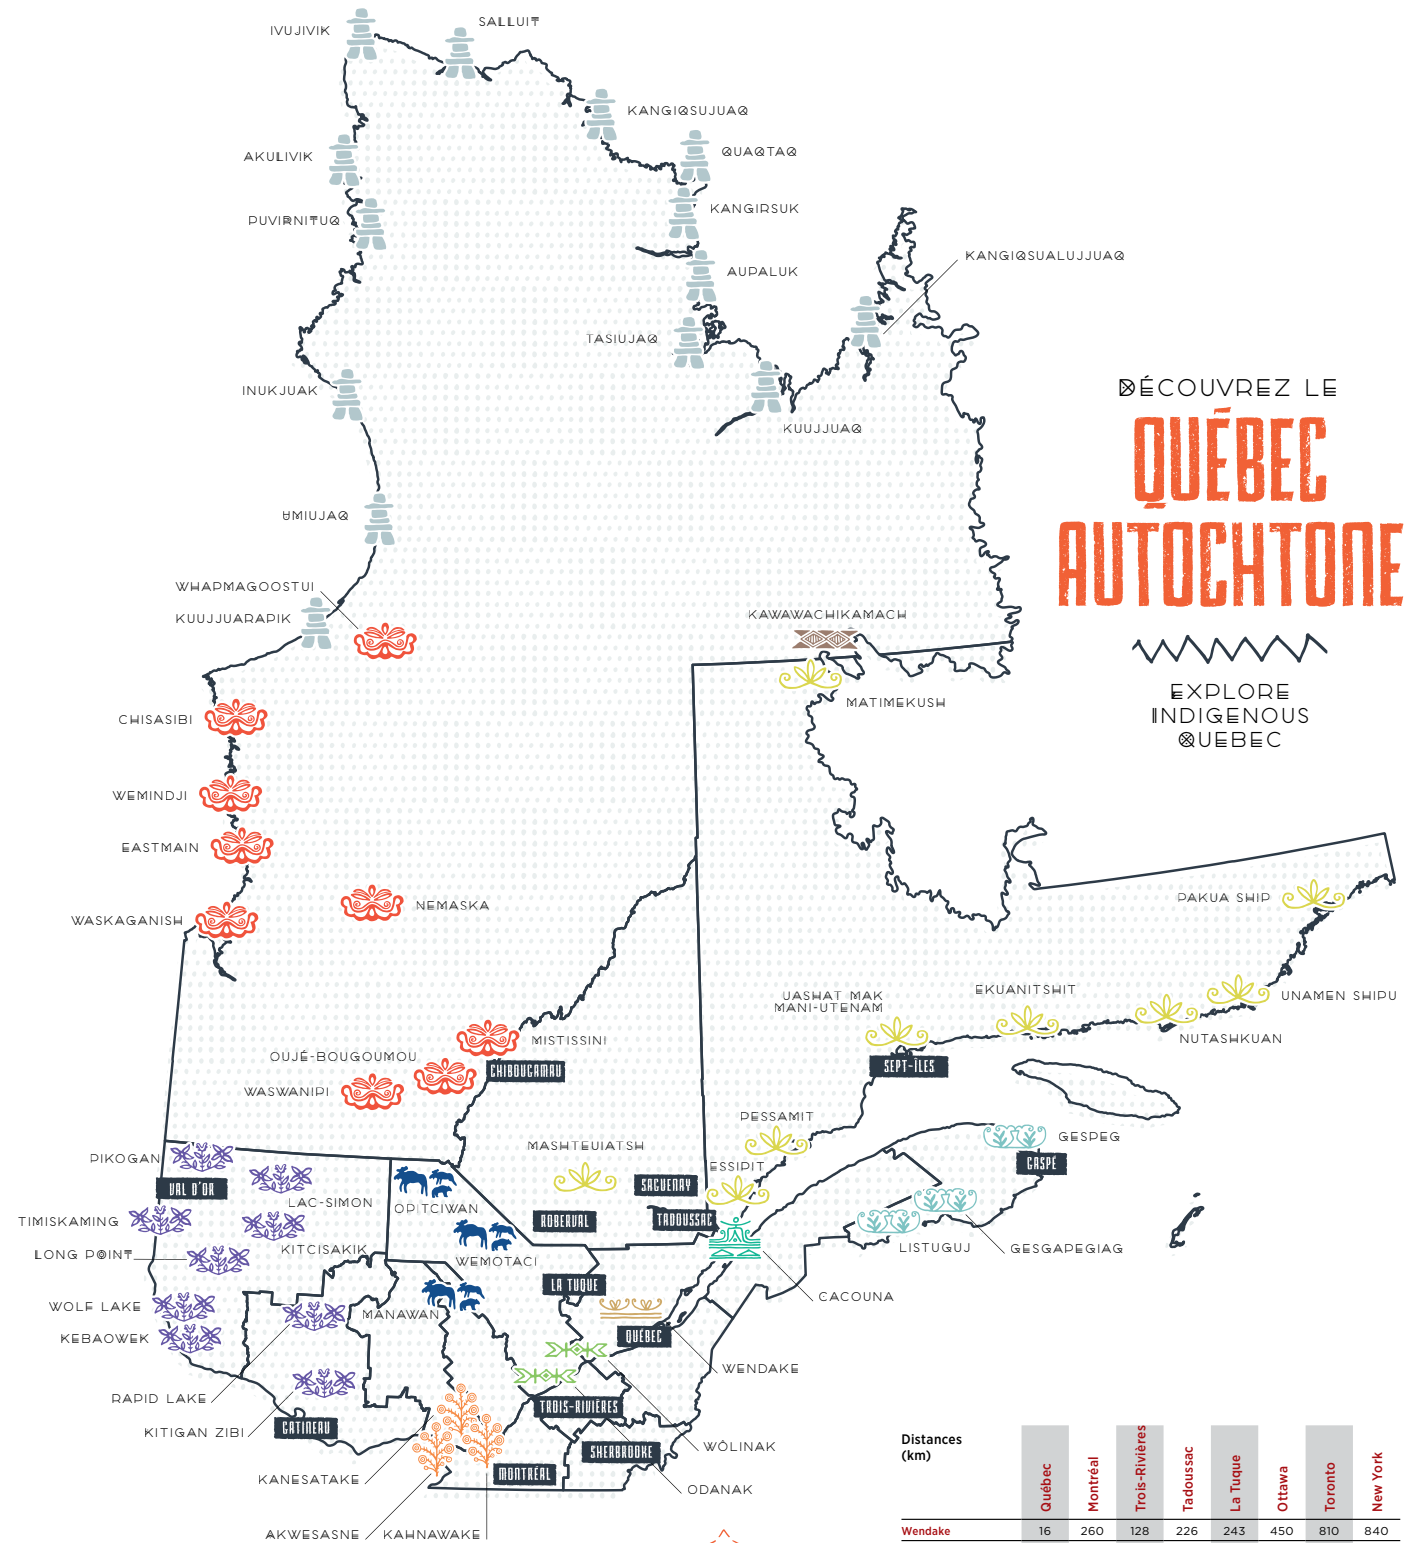 IVUJIVIK
SALLUIT
KANGIQSUJUAQ
QUAQTAQ
AKULIVIK
KANGIRSUK
PUVIRNITUQ
KANGIQSUALUJJUAQ
AUPALUK
TASIUJAQ
INUKJUAK
KUUJJUAQ
DÉCOUVREZ LE
QUÉBEC
AUTOCHTONE
EXPLORE
INDIGENOUS
QUEBEC
UMIUJAQ
WHAPMAGOOSTUI
KUUJJUARAPIK
KAWAWACHIKAMACH
MATIMEKUSH
CHISASIBI
WEMINDJI
EASTMAIN
NEMASKA
WASKAGANISH
PAKUA SHIP
UASHAT MAK
MANI-UTENAM
EKUANITSHIT
UNAMEN SHIPU
NUTASHKUAN
SEPT-ÎLES
MISTISSINI
OUJÉ-BOUGOUMOU
CHIBOUGAMAU
WASWANIPI
PESSAMIT
GESPEG
GASPÉ
MASHTEUIATSH
ESSIPIT
PIKOGAN
VAL D'OR
SAGUENAY
LAC-SIMON
OPITCIWAN
ROBERVAL
TADOUSSAC
TIMISKAMING
LONG POINT
KITCISAKIK
WEMOTACI
LISTUGUJ
GESGAPEGIAG
LA TUQUE
CACOUNA
WOLF LAKE
MANAWAN
KEBAOWEK
QUÉBEC
WENDAKE
RAPID LAKE
TROIS-RIVIÈRES
KITIGAN ZIBI
GATINEAU
WÔLINAK
SHERBROOKE
MONTRÉAL
KANESATAKE
ODANAK
AKWESASNE
KAHNAWAKE
Distances
(km)
Québec
Montréal
Trois-Rivières
Tadoussac
La Tuque
Ottawa
Toronto
New York
Wendake 16 260 128 226 243 450 810 840